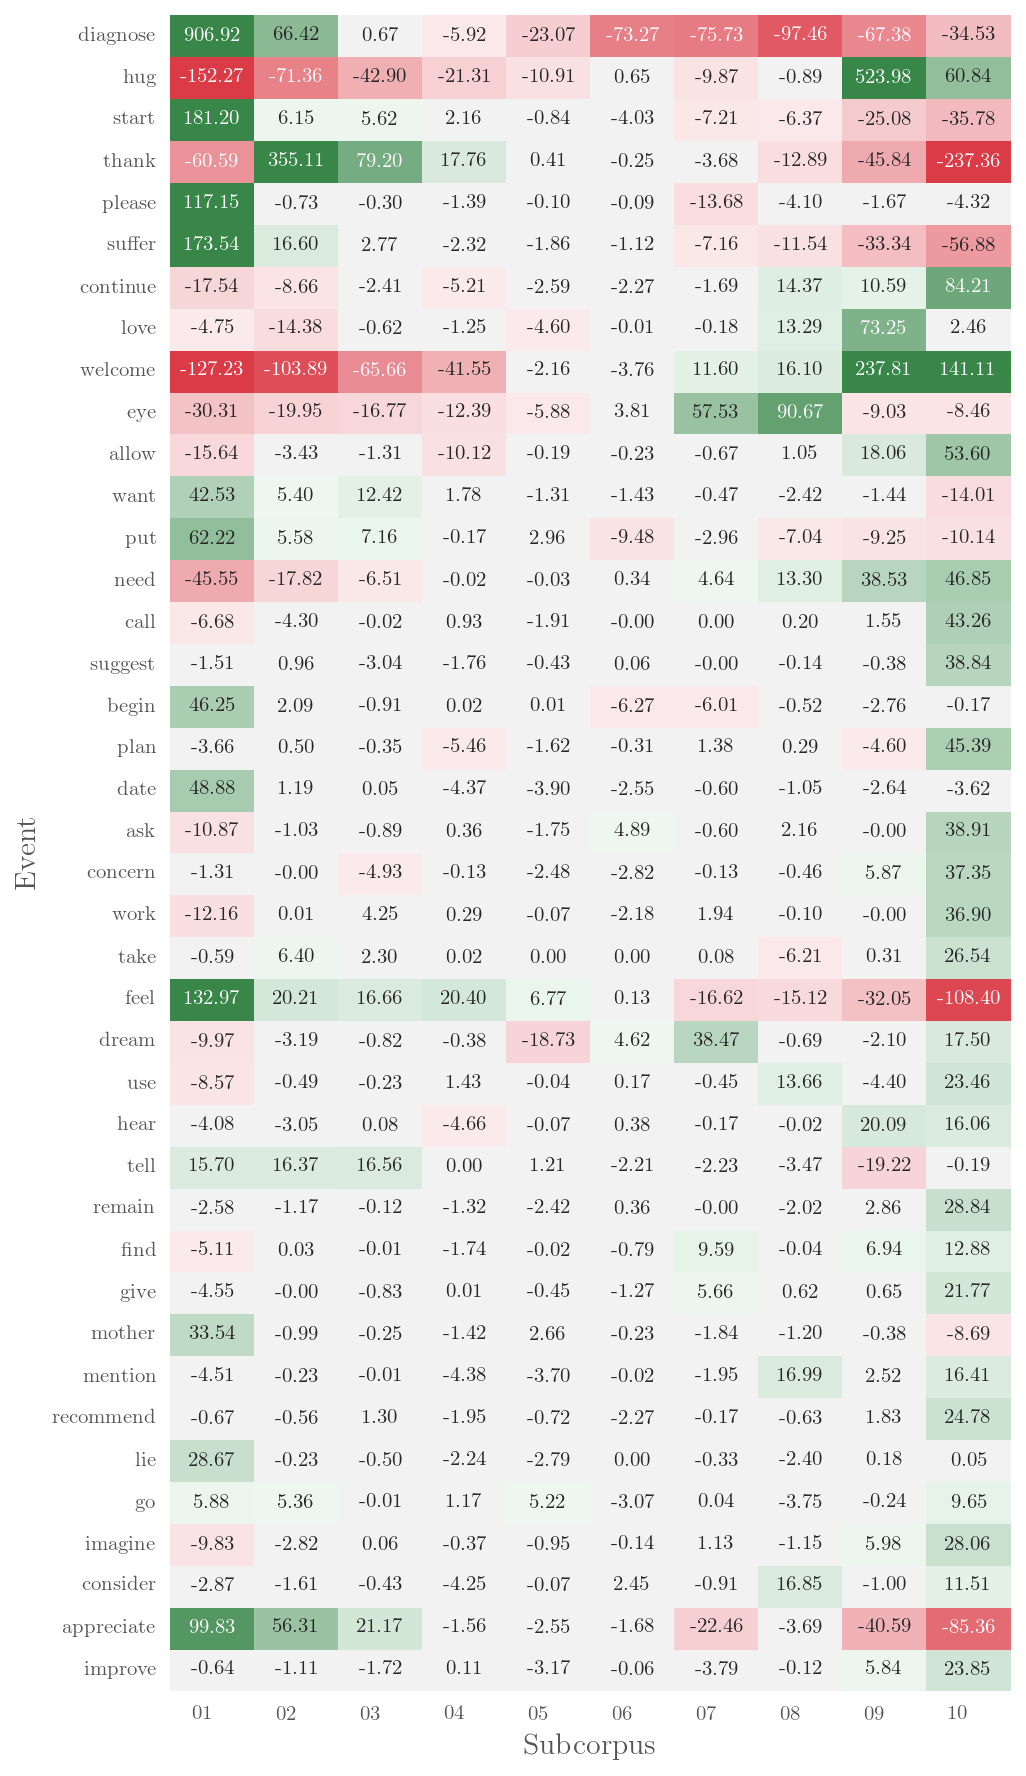 diagnose 906.92 66.42 0.67 -5.92 -23.07 -73.27 -75.73 -97.46 -67.38 -34.53
hug -152.27 -71.36 -42.90 -21.31 -10.91 0.65 -9.87 -0.89 523.98 60.84
start 181.20 6.15 5.62 2.16 -0.84 -4.03 -7.21 -6.37 -25.08 -35.78
thank -60.59 355.11 79.20 17.76 0.41 -0.25 -3.68 -12.89 -45.84 -237.36
please 117.15 -0.73 -0.30 -1.39 -0.10 -0.09 -13.68 -4.10 -1.67 -4.32
suffer 173.54 16.60 2.77 -2.32 -1.86 -1.12 -7.16 -11.54 -33.34 -56.88
continue -17.54 -8.66 -2.41 -5.21 -2.59 -2.27 -1.69 14.37 10.59 84.21
love -4.75 -14.38 -0.62 -1.25 -4.60 -0.01 -0.18 13.29 73.25 2.46
welcome -127.23 -103.89 -65.66 -41.55 -2.16 -3.76 11.60 16.10 237.81 141.11
eye -30.31 -19.95 -16.77 -12.39 -5.88 3.81 57.53 90.67 -9.03 -8.46
allow -15.64 -3.43 -1.31 -10.12 -0.19 -0.23 -0.67 1.05 18.06 53.60
want 42.53 5.40 12.42 1.78 -1.31 -1.43 -0.47 -2.42 -1.44 -14.01
put 62.22 5.58 7.16 -0.17 2.96 -9.48 -2.96 -7.04 -9.25 -10.14
need -45.55 -17.82 -6.51 -0.02 -0.03 0.34 4.64 13.30 38.53 46.85
call -6.68 -4.30 -0.02 0.93 -1.91 -0.00 0.00 0.20 1.55 43.26
suggest -1.51 0.96 -3.04 -1.76 -0.43 0.06 -0.00 -0.14 -0.38 38.84
begin 46.25 2.09 -0.91 0.02 0.01 -6.27 -6.01 -0.52 -2.76 -0.17
plan -3.66 0.50 -0.35 -5.46 -1.62 -0.31 1.38 0.29 -4.60 45.39
date 48.88 1.19 0.05 -4.37 -3.90 -2.55 -0.60 -1.05 -2.64 -3.62
ask -10.87 -1.03 -0.89 0.36 -1.75 4.89 -0.60 2.16 -0.00 38.91
concern -1.31 -0.00 -4.93 -0.13 -2.48 -2.82 -0.13 -0.46 5.87 37.35
work -12.16 0.01 4.25 0.29 -0.07 -2.18 1.94 -0.10 -0.00 36.90
take -0.59 6.40 2.30 0.02 0.00 0.00 0.08 -6.21 0.31 26.54
feel 132.97 20.21 16.66 20.40 6.77 0.13 -16.62 -15.12 -32.05 -108.40
dream -9.97 -3.19 -0.82 -0.38 -18.73 4.62 38.47 -0.69 -2.10 17.50
use -8.57 -0.49 -0.23 1.43 -0.04 0.17 -0.45 13.66 -4.40 23.46
hear -4.08 -3.05 0.08 -4.66 -0.07 0.38 -0.17 -0.02 20.09 16.06
tell 15.70 16.37 16.56 0.00 1.21 -2.21 -2.23 -3.47 -19.22 -0.19
remain -2.58 -1.17 -0.12 -1.32 -2.42 0.36 -0.00 -2.02 2.86 28.84
find -5.11 0.03 -0.01 -1.74 -0.02 -0.79 9.59 -0.04 6.94 12.88
give -4.55 -0.00 -0.83 0.01 -0.45 -1.27 5.66 0.62 0.65 21.77
mother 33.54 -0.99 -0.25 -1.42 2.66 -0.23 -1.84 -1.20 -0.38 -8.69
mention -4.51 -0.23 -0.01 -4.38 -3.70 -0.02 -1.95 16.99 2.52 16.41
recommend -0.67 -0.56 1.30 -1.95 -0.72 -2.27 -0.17 -0.63 1.83 24.78
lie 28.67 -0.23 -0.50 -2.24 -2.79 0.00 -0.33 -2.40 0.18 0.05
go 5.88 5.36 -0.01 1.17 5.22 -3.07 0.04 -3.75 -0.24 9.65
imagine -9.83 -2.82 0.06 -0.37 -0.95 -0.14 1.13 -1.15 5.98 28.06
consider -2.87 -1.61 -0.43 -4.25 -0.07 2.45 -0.91 16.85 -1.00 11.51
appreciate 99.83 56.31 21.17 -1.56 -2.55 -1.68 -22.46 -3.69 -40.59 -85.36
improve -0.64 -1.11 -1.72 0.11 -3.17 -0.06 -3.79 -0.12 5.84 23.85
01 02 03 04 05 06 07 08 09 10
Subcorpus
Event